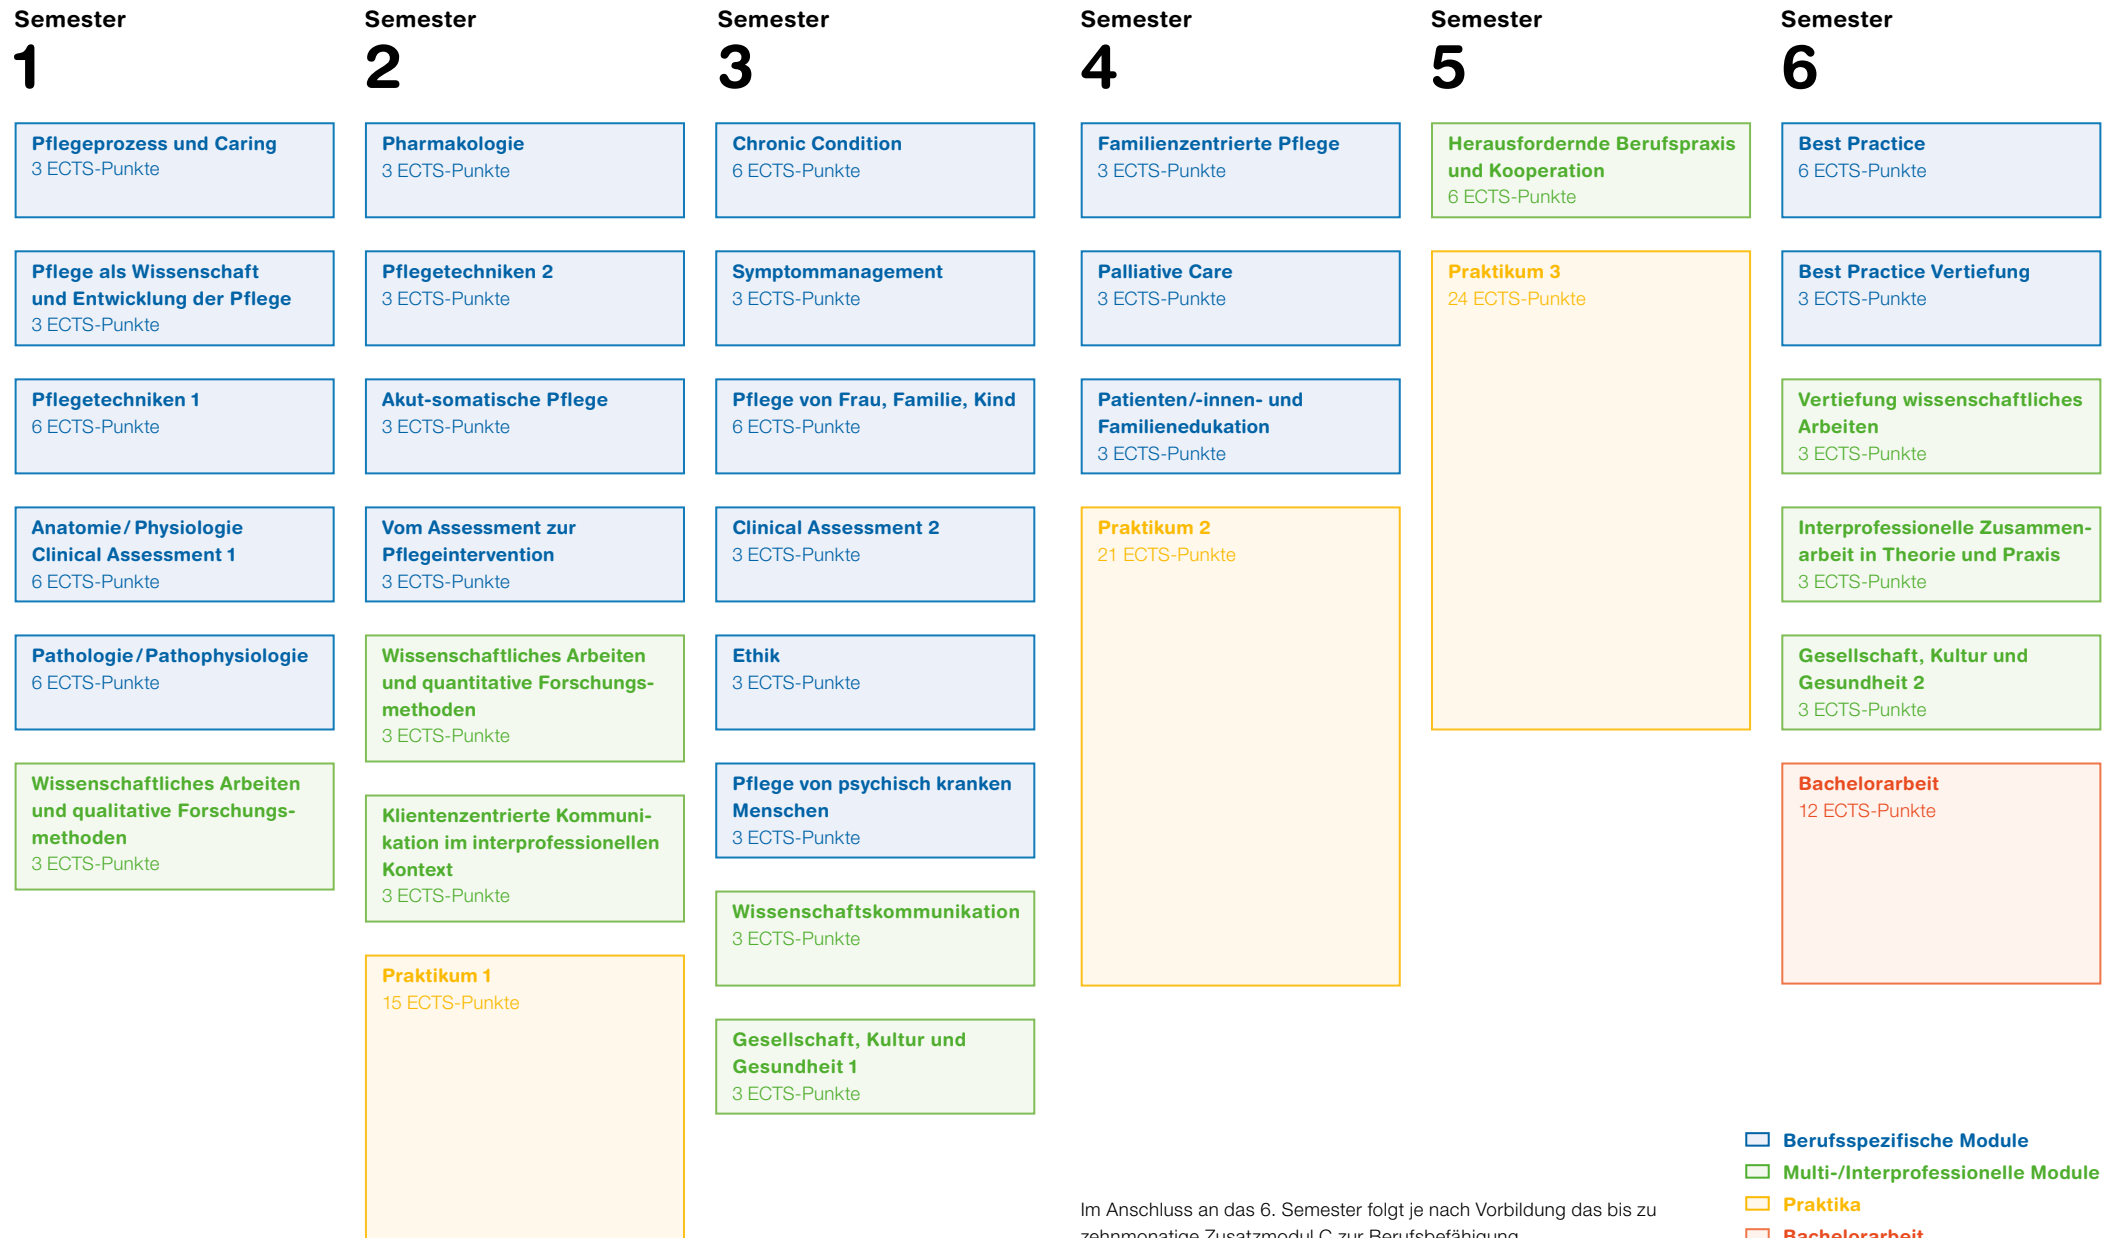 Semester
1
Pflegeprozess und Caring
3 ECTS-Punkte
Pflege als Wissenschaft
und Entwicklung der Pflege
3 ECTS-Punkte
Pflegetechniken 1
6 ECTS-Punkte
Anatomie/Physiologie
Clinical Assessment 1
6 ECTS-Punkte
Pathologie/Pathophysiologie
6 ECTS-Punkte
Wissenschaftliches Arbeiten
und qualitative Forschungs-
methoden
3 ECTS-Punkte
Semester
2
Pharmakologie
3 ECTS-Punkte
Pflegetechniken 2
3 ECTS-Punkte
Akut-somatische Pflege
3 ECTS-Punkte
Vom Assessment zur
Pflegeintervention
3 ECTS-Punkte
Wissenschaftliches Arbeiten
und quantitative Forschungs-
methoden
3 ECTS-Punkte
Klientenzentrierte Kommuni-
kation im interprofessionellen
Kontext
3 ECTS-Punkte
Praktikum 1
15 ECTS-Punkte
Semester
3
Chronic Condition
6 ECTS-Punkte
Symptommanagement
3 ECTS-Punkte
Pflege von Frau, Familie, Kind
6 ECTS-Punkte
Clinical Assessment 2
3 ECTS-Punkte
Ethik
3 ECTS-Punkte
Pflege von psychisch kranken
Menschen
3 ECTS-Punkte
Wissenschaftskommunikation
3 ECTS-Punkte
Gesellschaft, Kultur und
Gesundheit 1
3 ECTS-Punkte
Semester
4
Familienzentrierte Pflege
3 ECTS-Punkte
Palliative Care
3 ECTS-Punkte
Patienten/-innen- und
Familienedukation
3 ECTS-Punkte
Praktikum 2
21 ECTS-Punkte
Semester
5
Herausfordernde Berufspraxis
und Kooperation
6 ECTS-Punkte
Praktikum 3
24 ECTS-Punkte
Semester
6
Best Practice
6 ECTS-Punkte
Best Practice Vertiefung
3 ECTS-Punkte
Vertiefung wissenschaftliches
Arbeiten
3 ECTS-Punkte
Interprofessionelle Zusammen-
arbeit in Theorie und Praxis
3 ECTS-Punkte
Gesellschaft, Kultur und
Gesundheit 2
3 ECTS-Punkte
Bachelorarbeit
12 ECTS-Punkte
Im Anschluss an das 6. Semester folgt je nach Vorbildung das bis zu
zehnmonatige Zusatzmodul C zur Berufsbefähigung
Berufsspezifische Module
Multi-/Interprofessionelle Module
Praktika
Bachelorarbeit